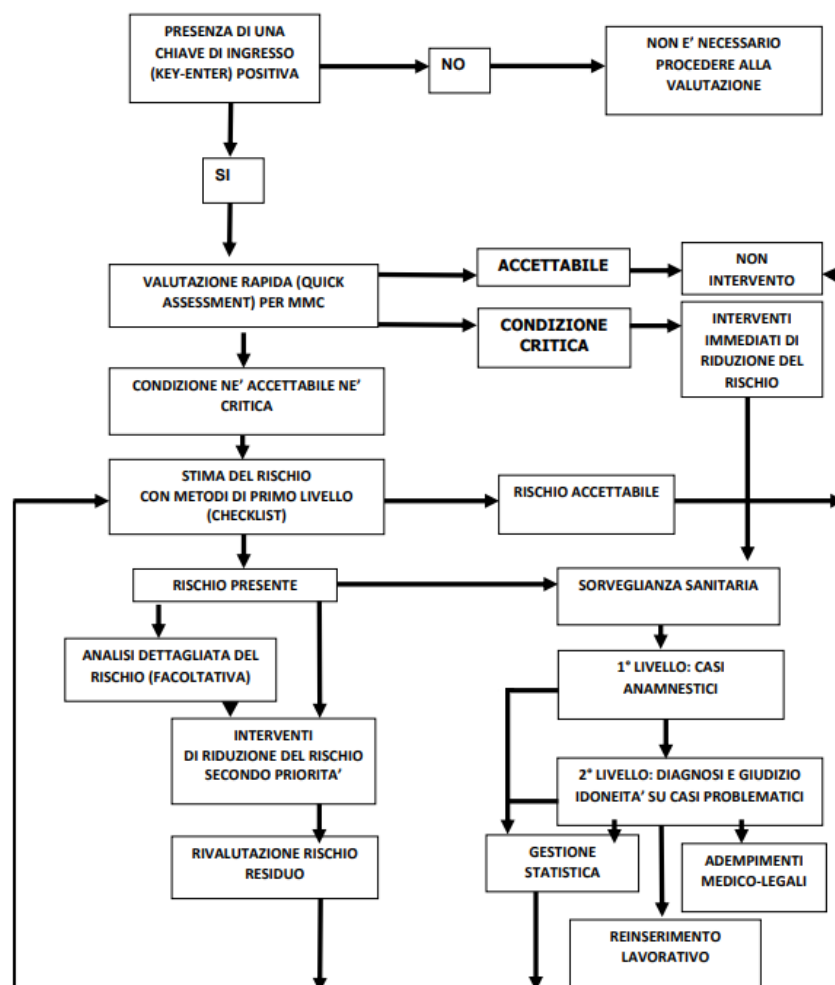 PRESENZA DI UNA
CHIAVE DI INGRESSO
(KEY-ENTER) POSITIVA
NO
NON E' NECESSARIO
PROCEDERE ALLA
VALUTAZIONE
SI
VALUTAZIONE RAPIDA (QUICK
ASSESSMENT) PER MMC
ACCETTABILE
NON
INTERVENTO
CONDIZIONE
CRITICA
INTERVENTI
IMMEDIATI DI
RIDUZIONE DEL
RISCHIO
CONDIZIONE NE' ACCETTABILE NE'
CRITICA
STIMA DEL RISCHIO
CON METODI DI PRIMO LIVELLO
(CHECKLIST)
RISCHIO ACCETTABILE
RISCHIO PRESENTE
SORVEGLIANZA SANITARIA
ANALISI DETTAGLIATA DEL
RISCHIO (FACOLTATIVA)
1° LIVELLO: CASI
ANAMNESTICI
INTERVENTI
DI RIDUZIONE DEL RISCHIO
SECONDO PRIORITA'
2° LIVELLO: DIAGNOSI E GIUDIZIO
IDONEITA' SU CASI PROBLEMATICI
RIVALUTAZIONE RISCHIO
RESIDUO
GESTIONE
STATISTICA
ADEMPIMENTI
MEDICO-LEGALI
REINSERIMENTO
LAVORATIVO